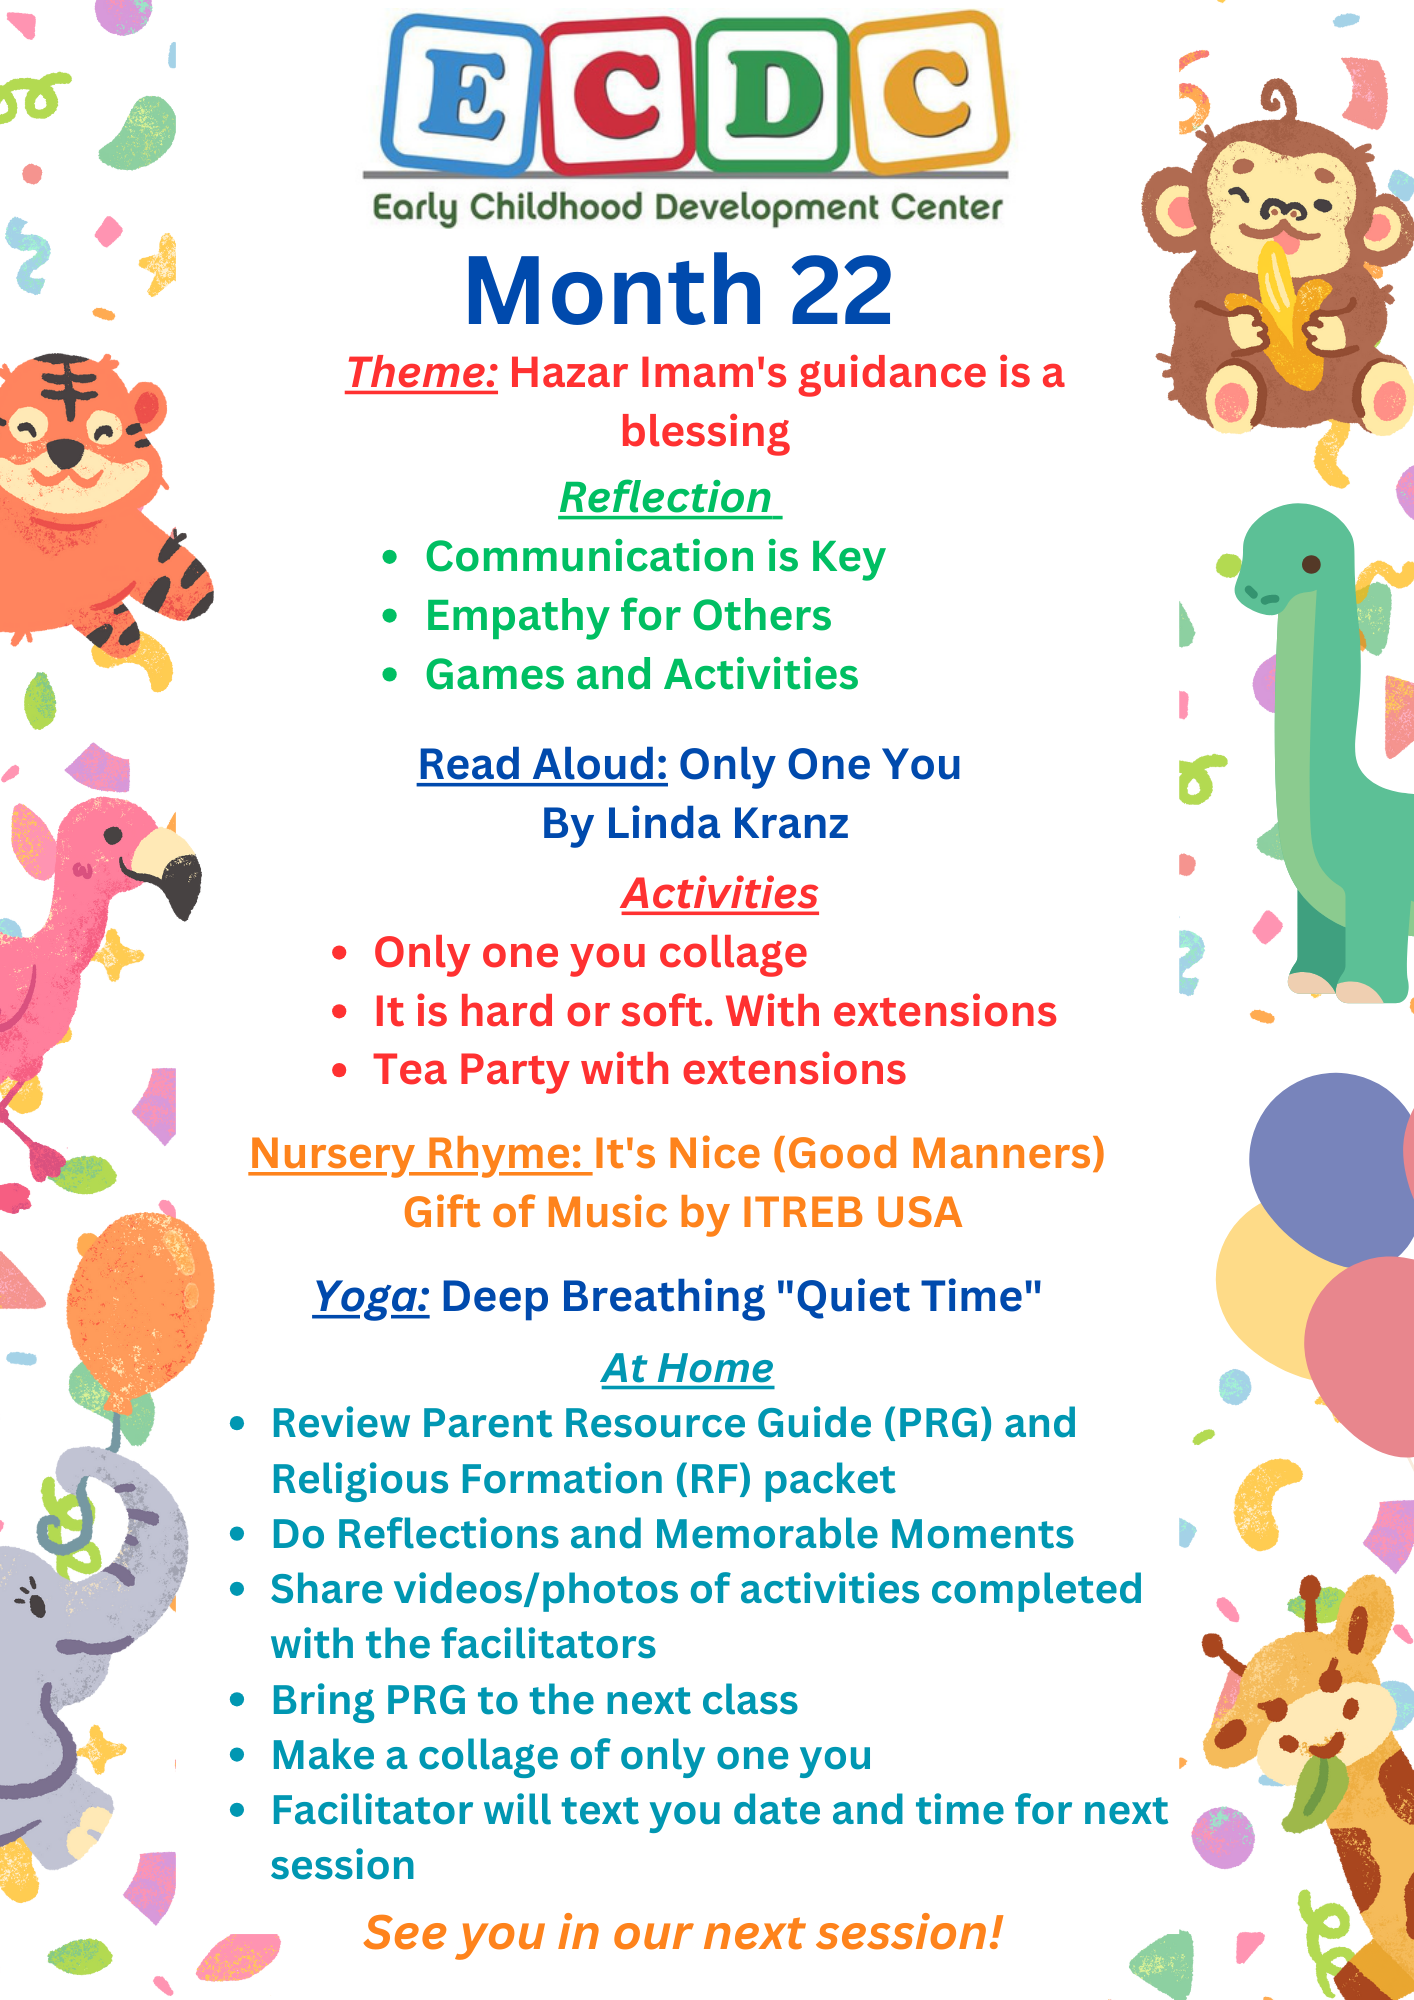 E C D C
Early Childhood Development Center
Month 22
Theme: Hazar Imam's guidance is a
blessing
Reflection
• Communication is Key
• Empathy for Others
• Games and Activities
Read Aloud: Only One You
By Linda Kranz
Activities
• Only one you collage
• It is hard or soft. With extensions
• Tea Party with extensions
Nursery Rhyme: It's Nice (Good Manners)
Gift of Music by ITREB USA
Yoga: Deep Breathing "Quiet Time"
At Home
• Review Parent Resource Guide (PRG) and
Religious Formation (RF) packet
• Do Reflections and Memorable Moments
• Share videos/photos of activities completed
with the facilitators
• Bring PRG to the next class
• Make a collage of only one you
• Facilitator will text you date and time for next
session
See you in our next session!